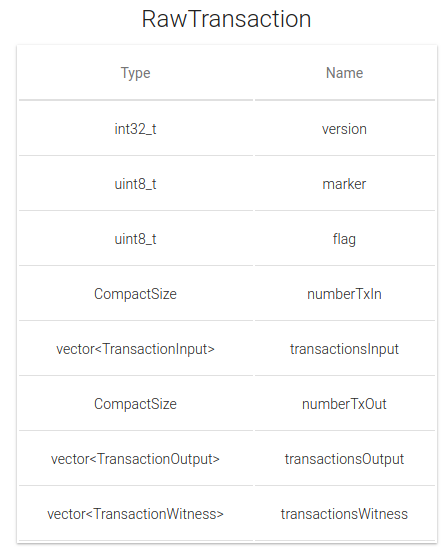 RawTransaction
Type Name
int32_t version
uint8_t marker
uint8_t flag
CompactSize numberTxIn
vector<TransactionInput> transactionsInput
CompactSize numberTxOut
vector<TransactionOutput> transactionsOutput
vector<TransactionWitness> transactionsWitness